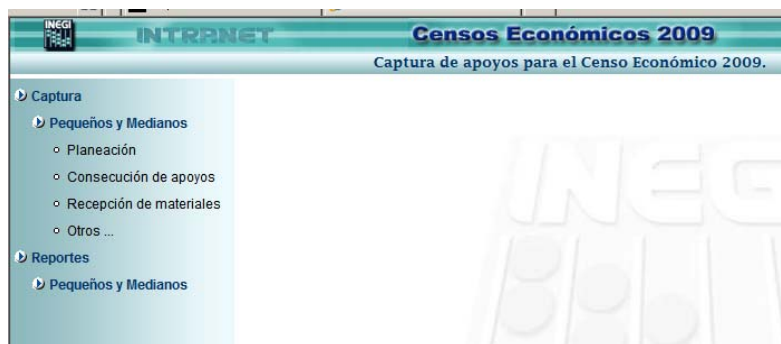 INEGI
INTRANET
Censos Económicos 2009
Captura de apoyos para el Censo Económico 2009.
Captura
Pequeños y Medianos
Planeación
Consecución de apoyos
Recepción de materiales
Otros ...
Reportes
Pequeños y Medianos
INEG